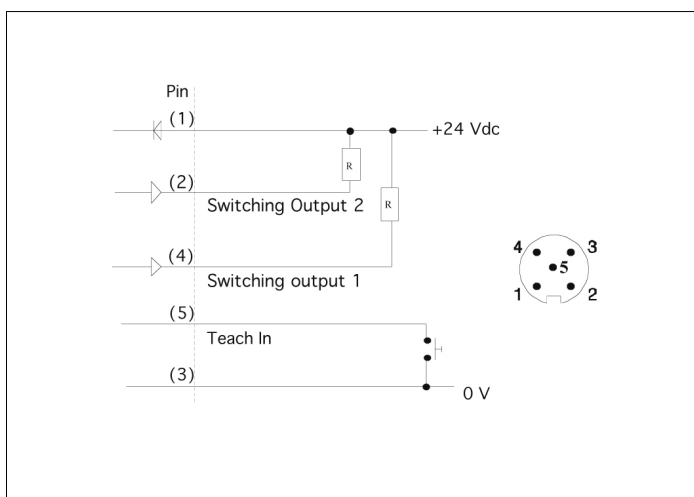 Pin
(1)
+24 Vdc
R
(2)
Switching Output 2
R
(4)
Switching output 1
(5)
Teach In
(3)
0 V
4 3
5
1 2